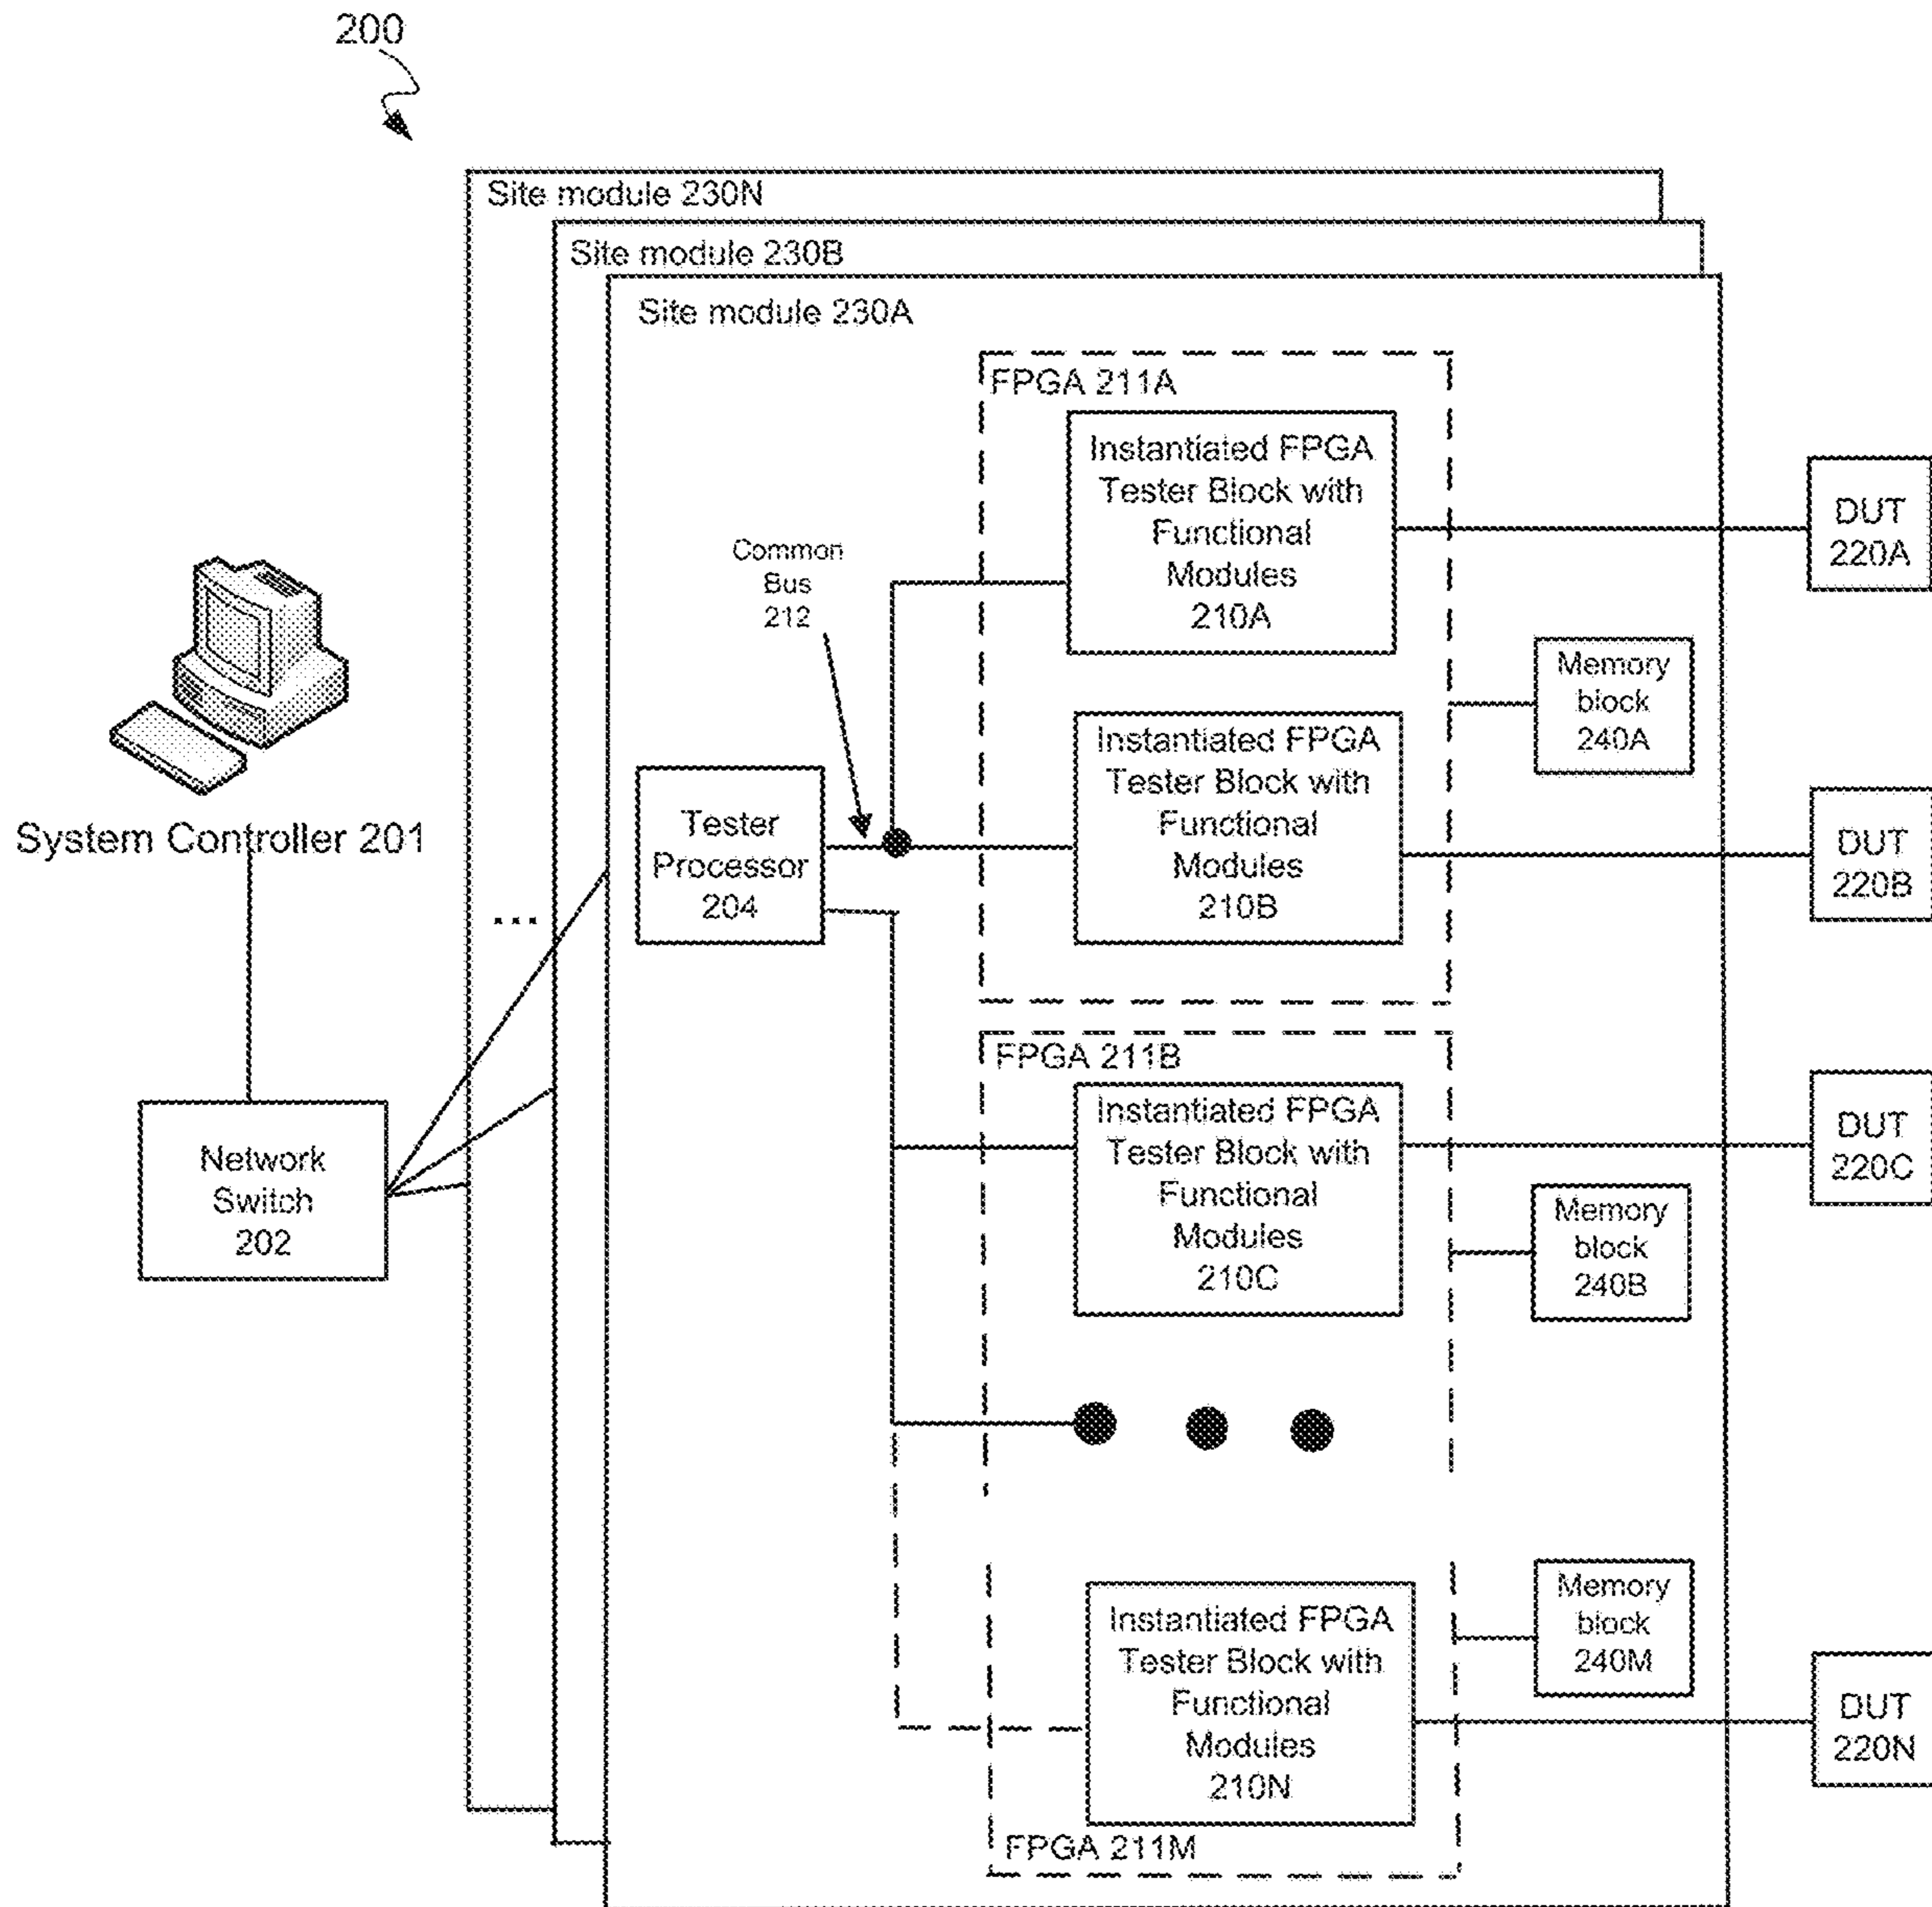 200
Site module 230N
Site module 230B
Site module 230A
FPGA 211A
Instantiated FPGA
Tester Block with
Functional
Modules
210A
DUT
220A
Common
Bus
212
Memory
block
240A
Instantiated FPGA
Tester Block with
Functional
Modules
210B
DUT
220B
Tester
Processor
204
System Controller 201
...
FPGA 211B
Instantiated FPGA
Tester Block with
Functional
Modules
210C
DUT
220C
Network
Switch
202
Memory
block
240B
Memory
block
240M
Instantiated FPGA
Tester Block with
Functional
Modules
210N
DUT
220N
FPGA 211M